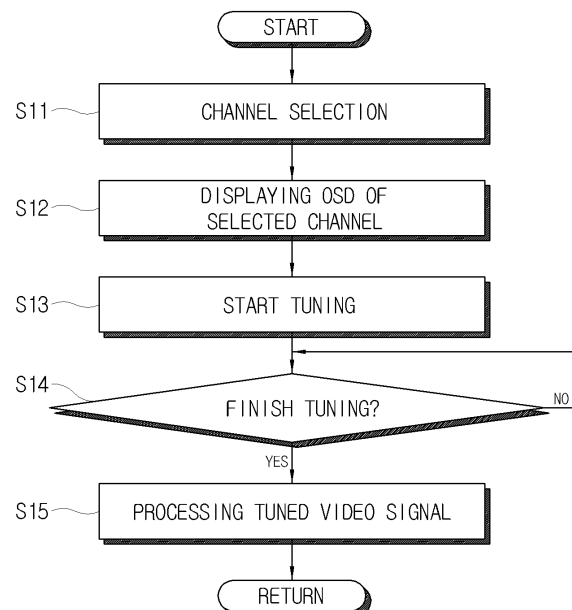 START
S11
CHANNEL SELECTION
S12
DISPLAYING OSD OF
SELECTED CHANNEL
S13
START TUNING
S14
FINISH TUNING?
NO
YES
S15
PROCESSING TUNED VIDEO SIGNAL
RETURN